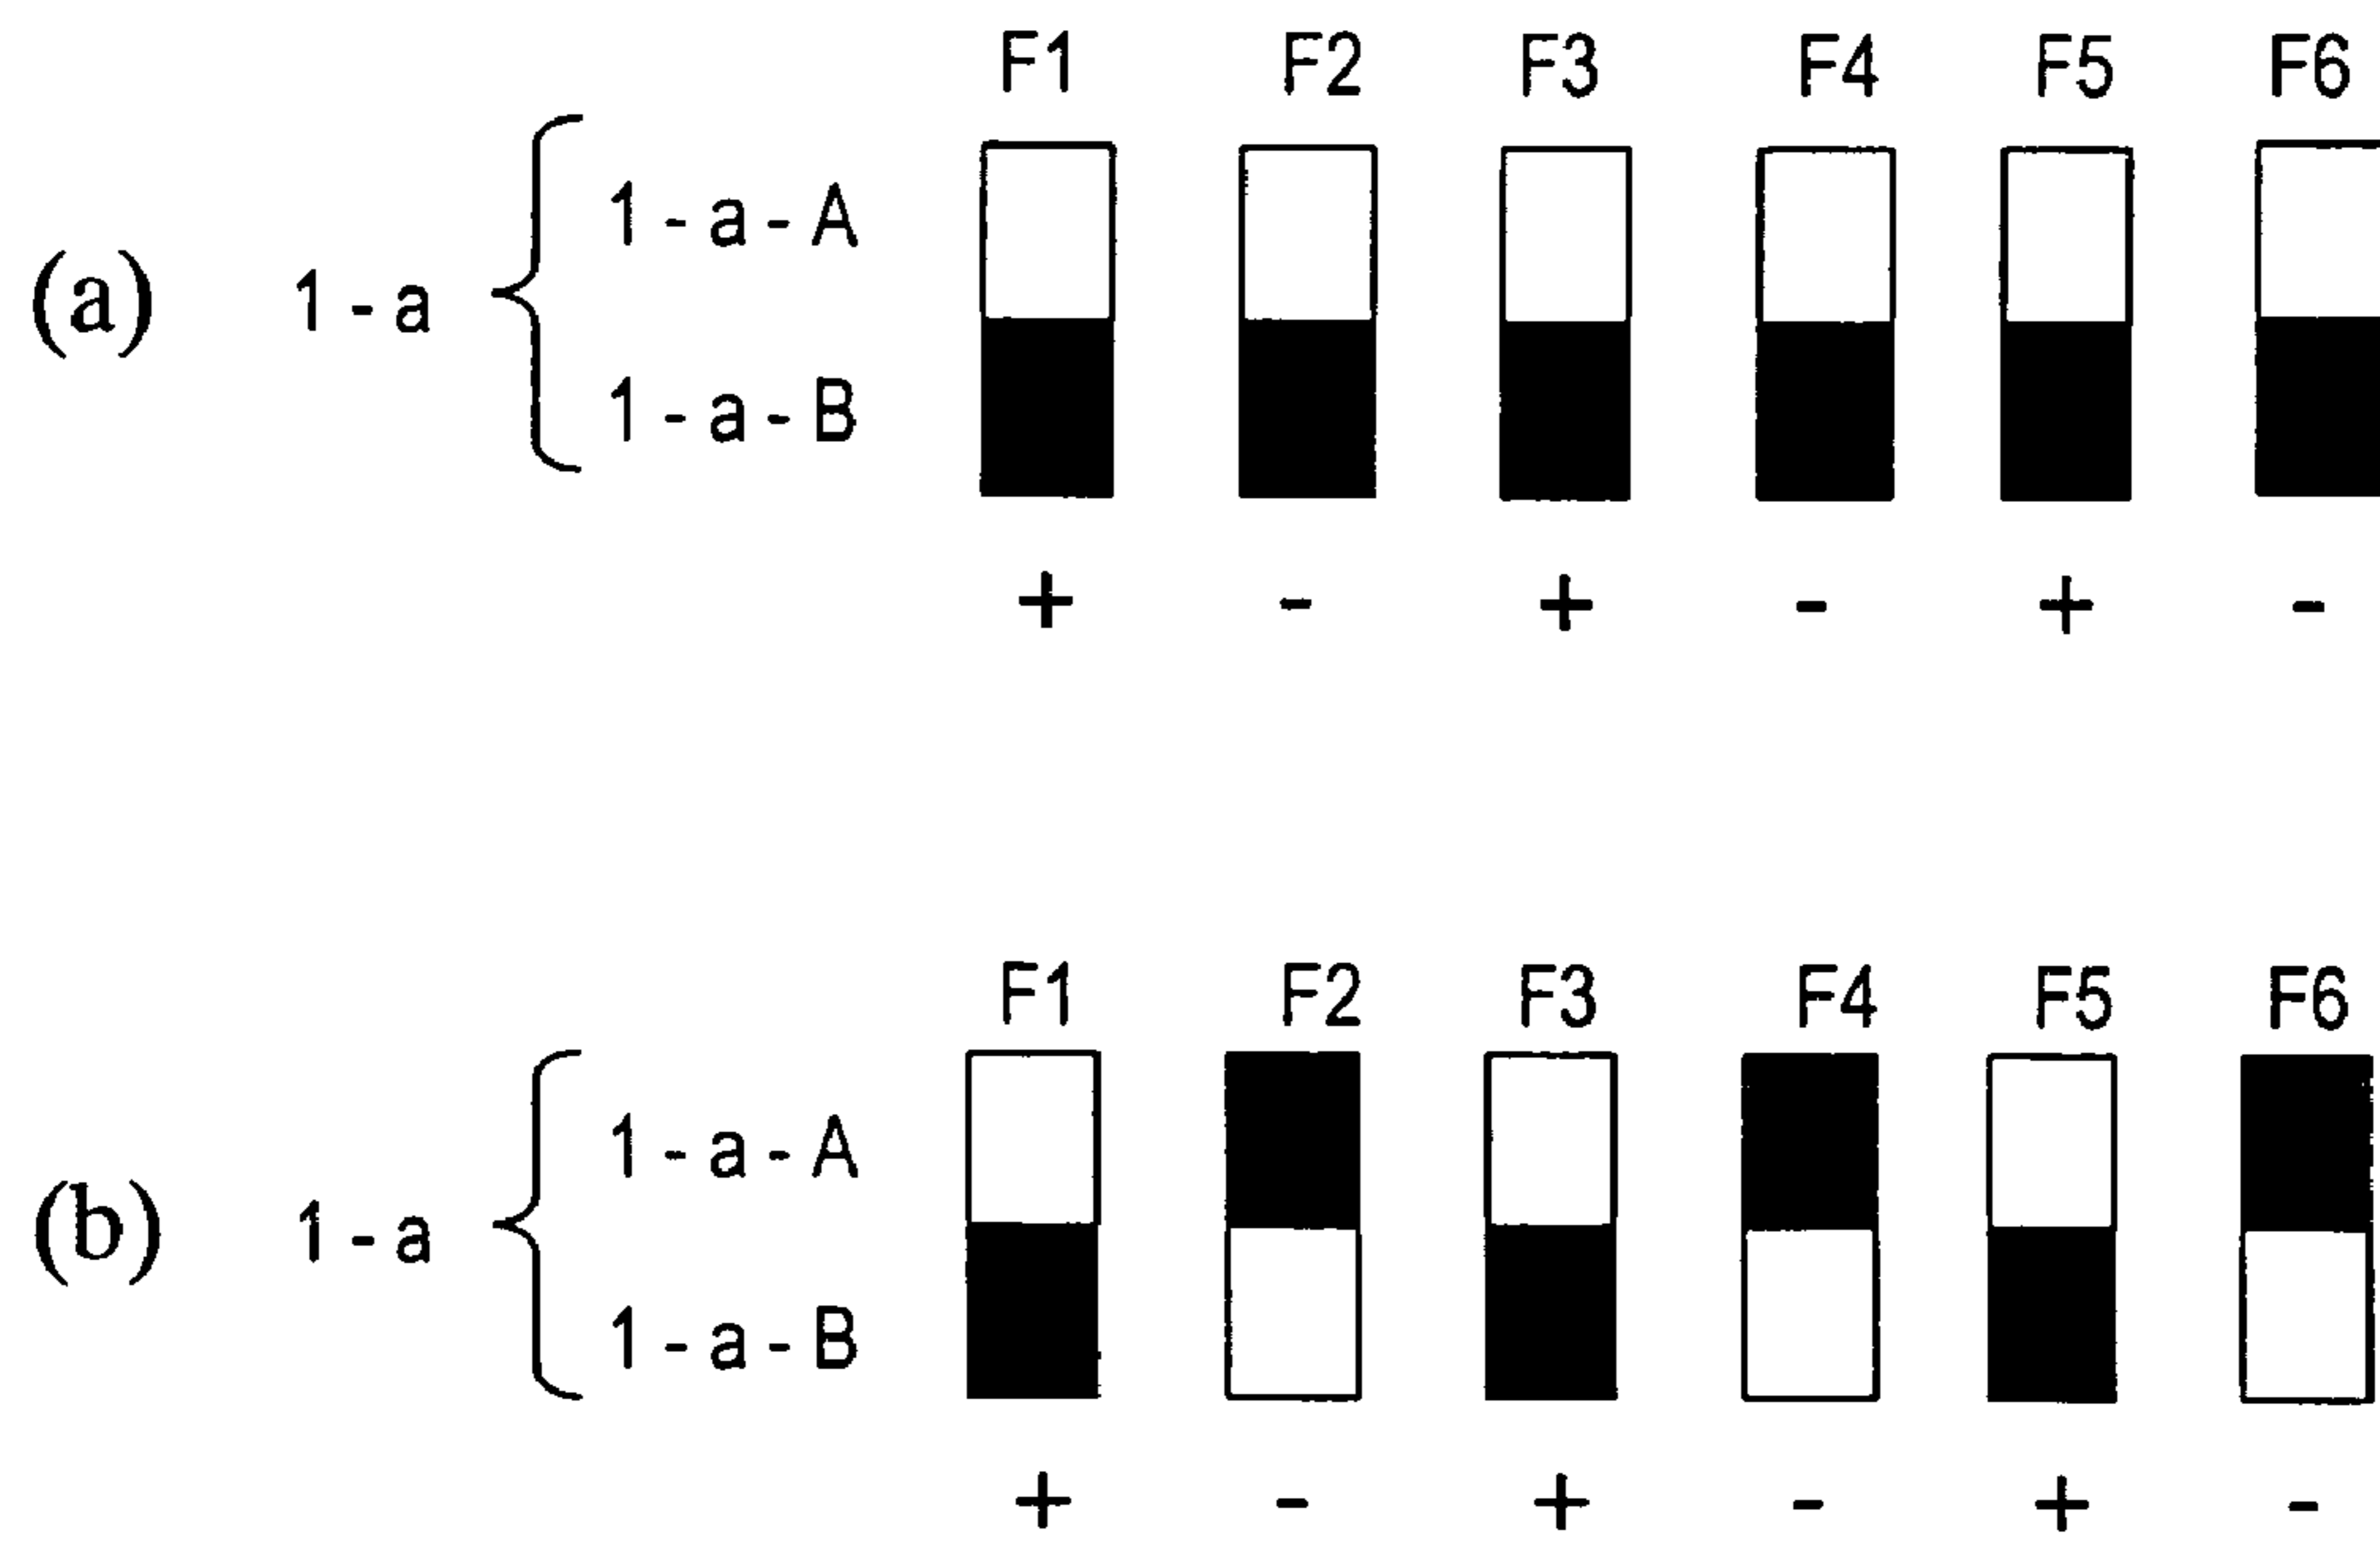 F1 F2 F3 F4 F5 F6
1-a-A
(a) 1-a
1-a-B
+ - + - + -
F1 F2 F3 F4 F5 F6
1-a-A
(b) 1-a
1-a-B
+ - + - + -